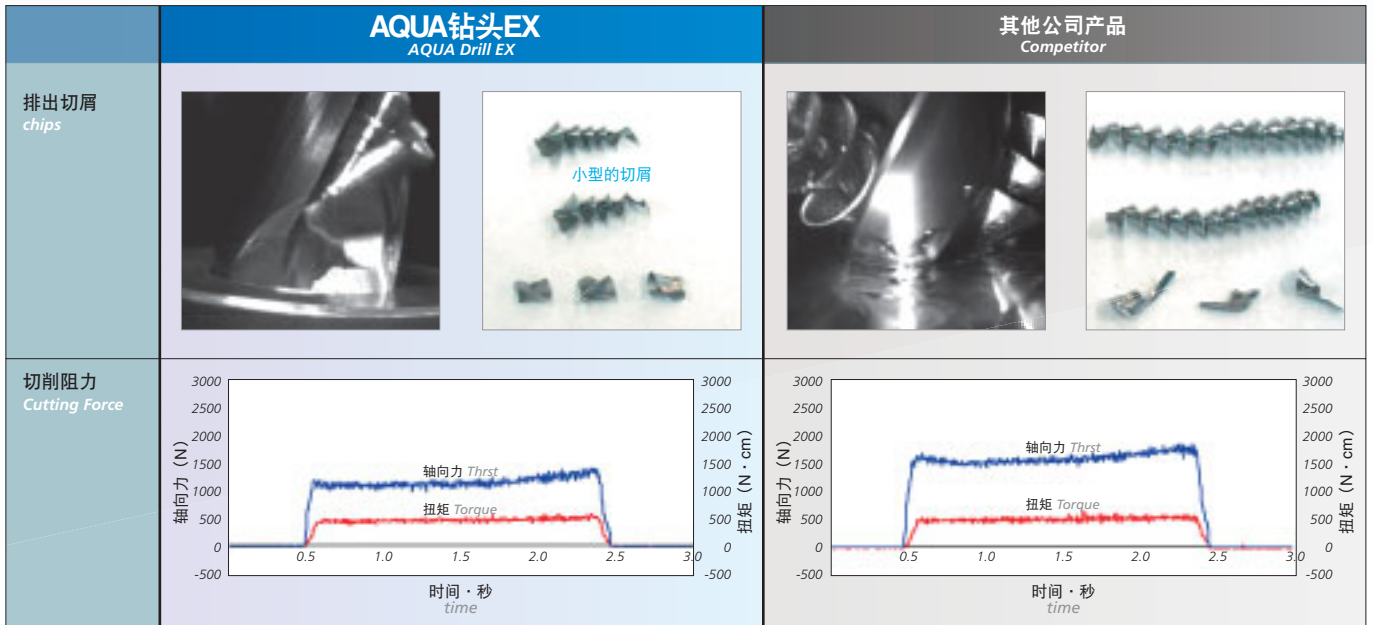 AQUA钻头EX
AQUA Drill EX
其他公司产品
Competitor
排出切屑
chips
小型的切屑
切削阻力
Cutting Force
轴向力（N）
3000
2500
2000
1500
1000
500
0
-500
轴向力 Thrst
扭矩 Torque
0.5
1.0
1.5
2.0
2.5
3.0
时间・秒
time
3000
2500
2000
1500
1000
500
0
-500
扭矩（N・cm）
轴向力（N）
3000
2500
2000
1500
1000
500
0
-500
轴向力 Thrst
扭矩 Torque
0.5
1.0
1.5
2.0
2.5
3.0
时间・秒
time
3000
2500
2000
1500
1000
500
0
-500
扭矩（N・cm）